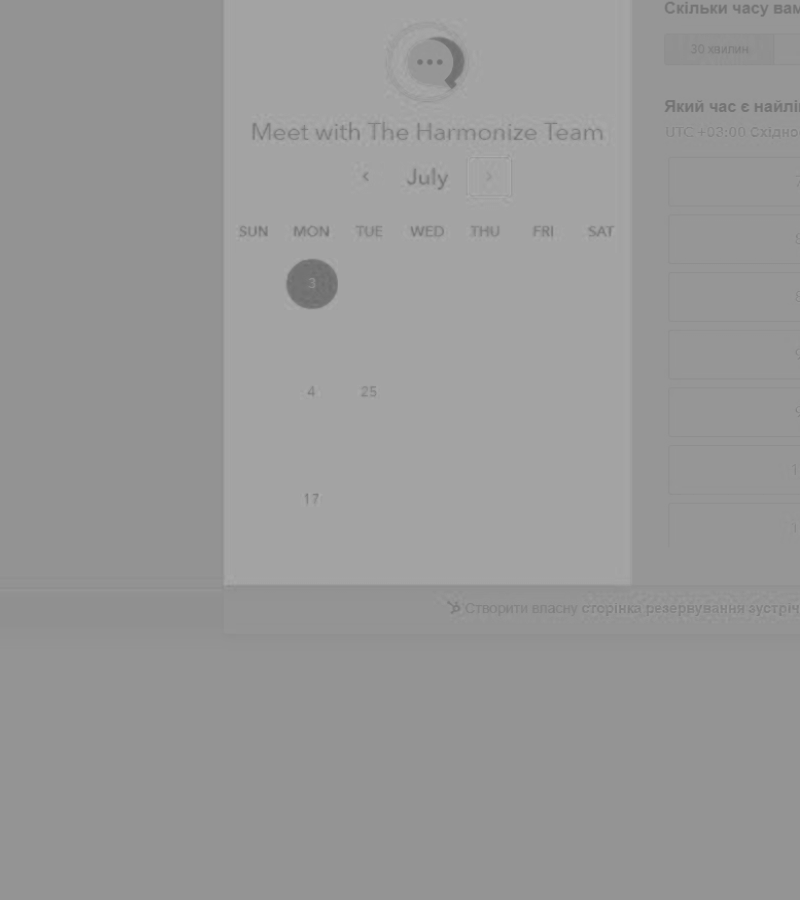 Meet with The Harmonize Team
July
SUN MON TUE WED THU FRI SAT
3
4 25
17
Скільки часу вам
30 хвилин
Який час є найлі
UTC +03:00 Східно
Створити власну сторінка резервування зустріч